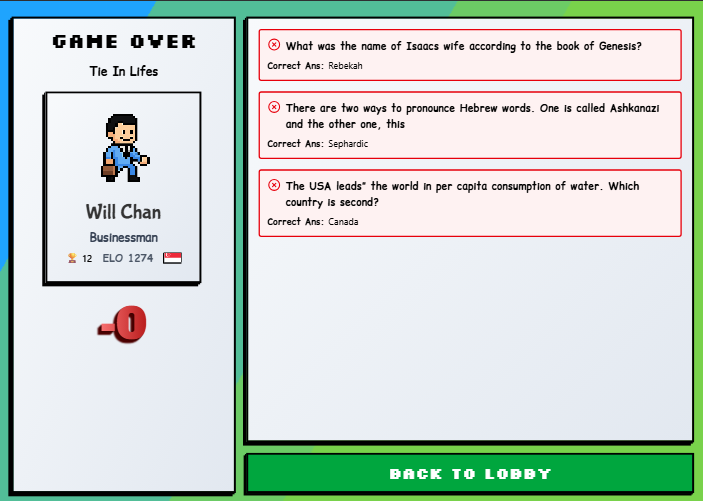 GAME OVER
Tie In Lifes
Will Chan
Businessman
12 ELO 1274
-0
What was the name of Isaacs wife according to the book of Genesis?
Correct Ans: Rebekah
There are two ways to pronounce Hebrew words. One is called Ashkanazi
and the other one, this
Correct Ans: Sephardic
The USA leads" the world in per capita consumption of water. Which
country is second?
Correct Ans: Canada
BACK TO LOBBY